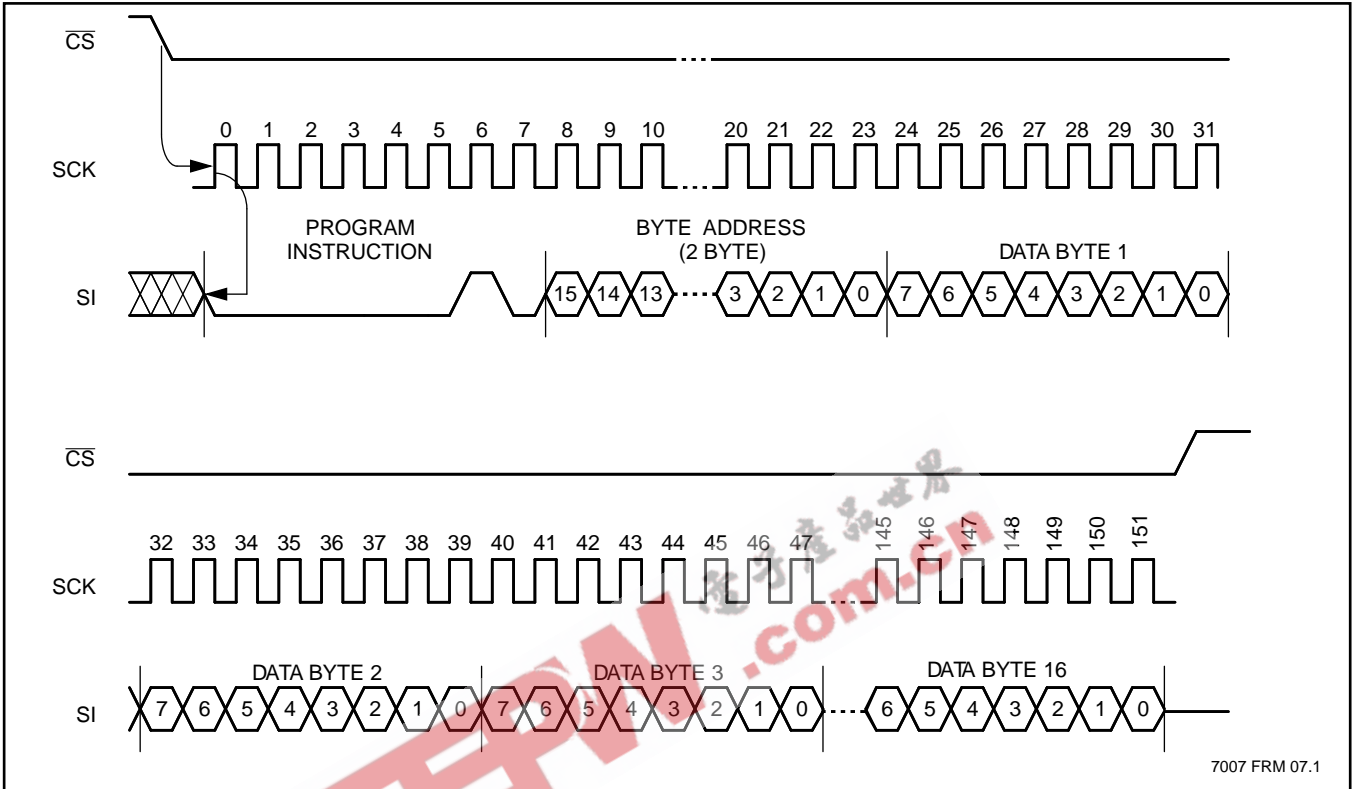 CS
0 1 2 3 4 5 6 7 8 9 10 20 21 22 23 24 25 26 27 28 29 30 31
SCK
PROGRAM
INSTRUCTION
BYTE ADDRESS
(2 BYTE)
DATA BYTE 1
SI
15 14 13 3 2 1 0 7 6 5 4 3 2 1 0
CS
32 33 34 35 36 37 38 39 40 41 42 43 44 45 46 47 145 146 147 148 149 150 151
SCK
DATA BYTE 2 DATA BYTE 3 DATA BYTE 16
SI
7 6 5 4 3 2 1 0 7 6 5 4 3 2 1 0 6 5 4 3 2 1 0
電子產品世界
.com.cn
7007 FRM 07.1